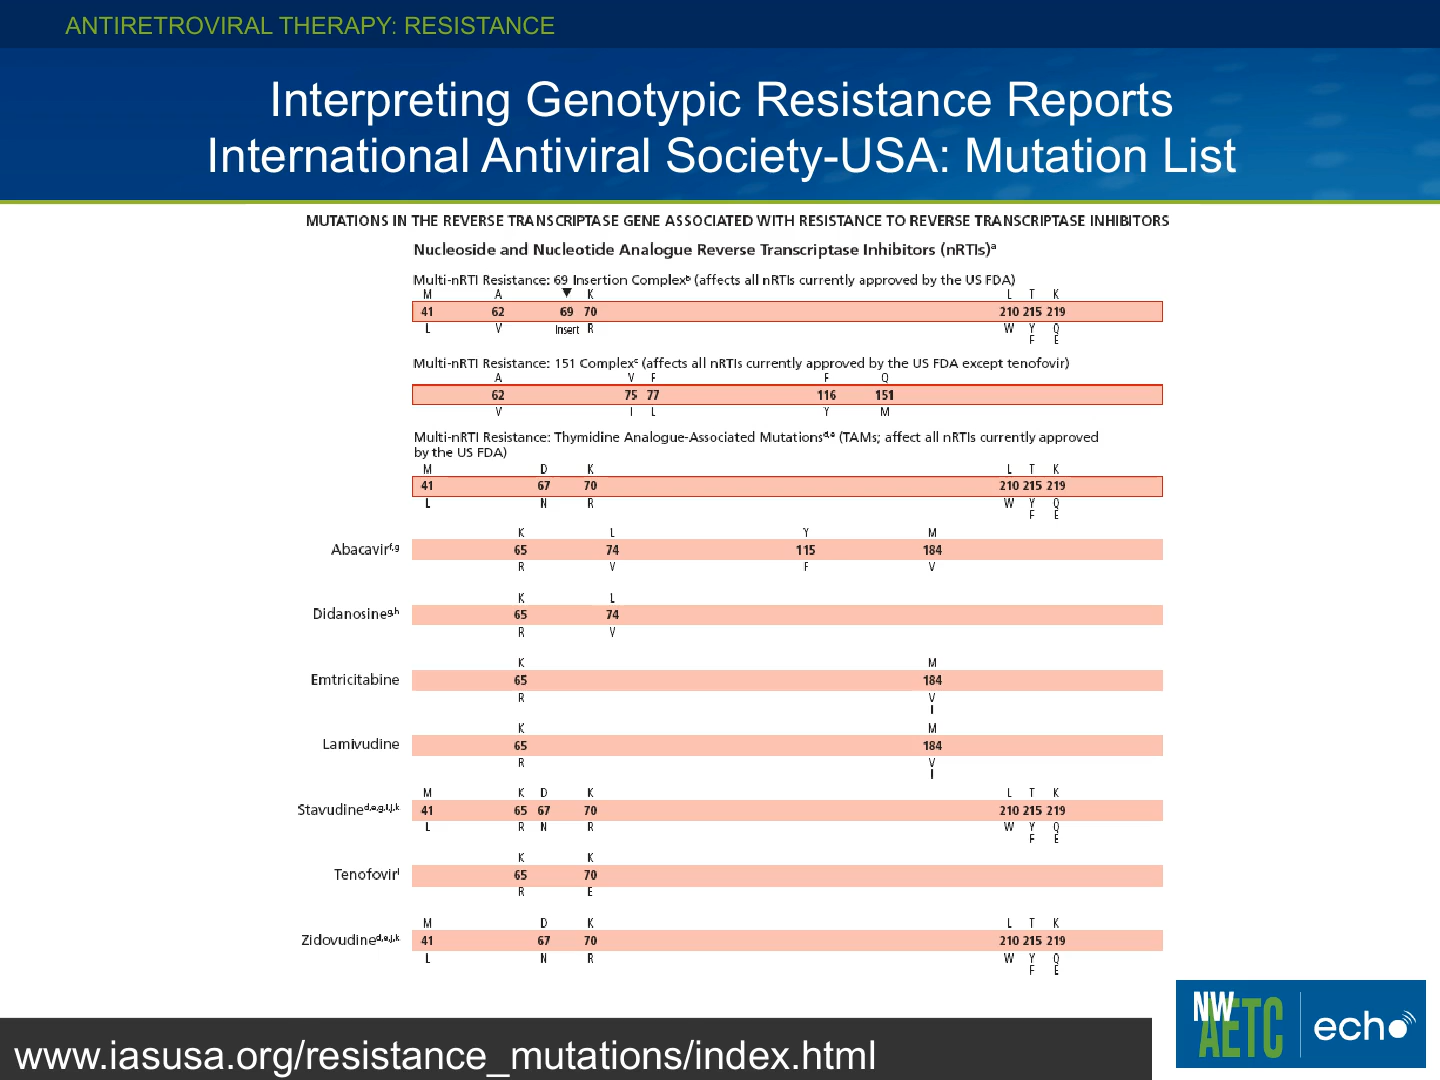 ANTIRETROVIRAL THERAPY: RESISTANCE
Interpreting Genotypic Resistance Reports
International Antiviral Society-USA: Mutation List
MUTATIONS IN THE REVERSE TRANSCRIPTASE GENE ASSOCIATED WITH RESISTANCE TO REVERSE TRANSCRIPTASE INHIBITORS
Nucleoside and Nucleotide Analogue Reverse Transcriptase Inhibitors (nRTIs)a
Multi-nRTI Resistance: 69 Insertion Complexb (affects all nRTIs currently approved by the US FDA)
M A ▼ K L T K
41 62 69 70 210 215 219
L V Insert R W Y Q
F E
Multi-nRTI Resistance: 151 Complexc (affects all nRTIs currently approved by the US FDA except tenofovir)
A V F F Q
62 75 77 116 151
V I L Y M
Multi-nRTI Resistance: Thymidine Analogue-Associated Mutationsd,e (TAMs; affect all nRTIs currently approved
by the US FDA)
M D K L T K
41 67 70 210 215 219
L N R W Y Q
F E
K L Y M
Abacavirf,g 65 74 115 184
R V F V
K L
Didanosineg,h 65 74
R V
K M
Emtricitabine 65 184
R V
I
K M
Lamivudine 65 184
R V
I
M K D K L T K
Stavudined,e,g,i,j,k 41 65 67 70 210 215 219
L R N R W Y Q
F E
K K
Tenofovirl 65 70
R E
M D K L T K
Zidovudined,e,j,k 41 67 70 210 215 219
L N R W Y Q
F E
NW
AETC
echo
www.iasusa.org/resistance_mutations/index.html